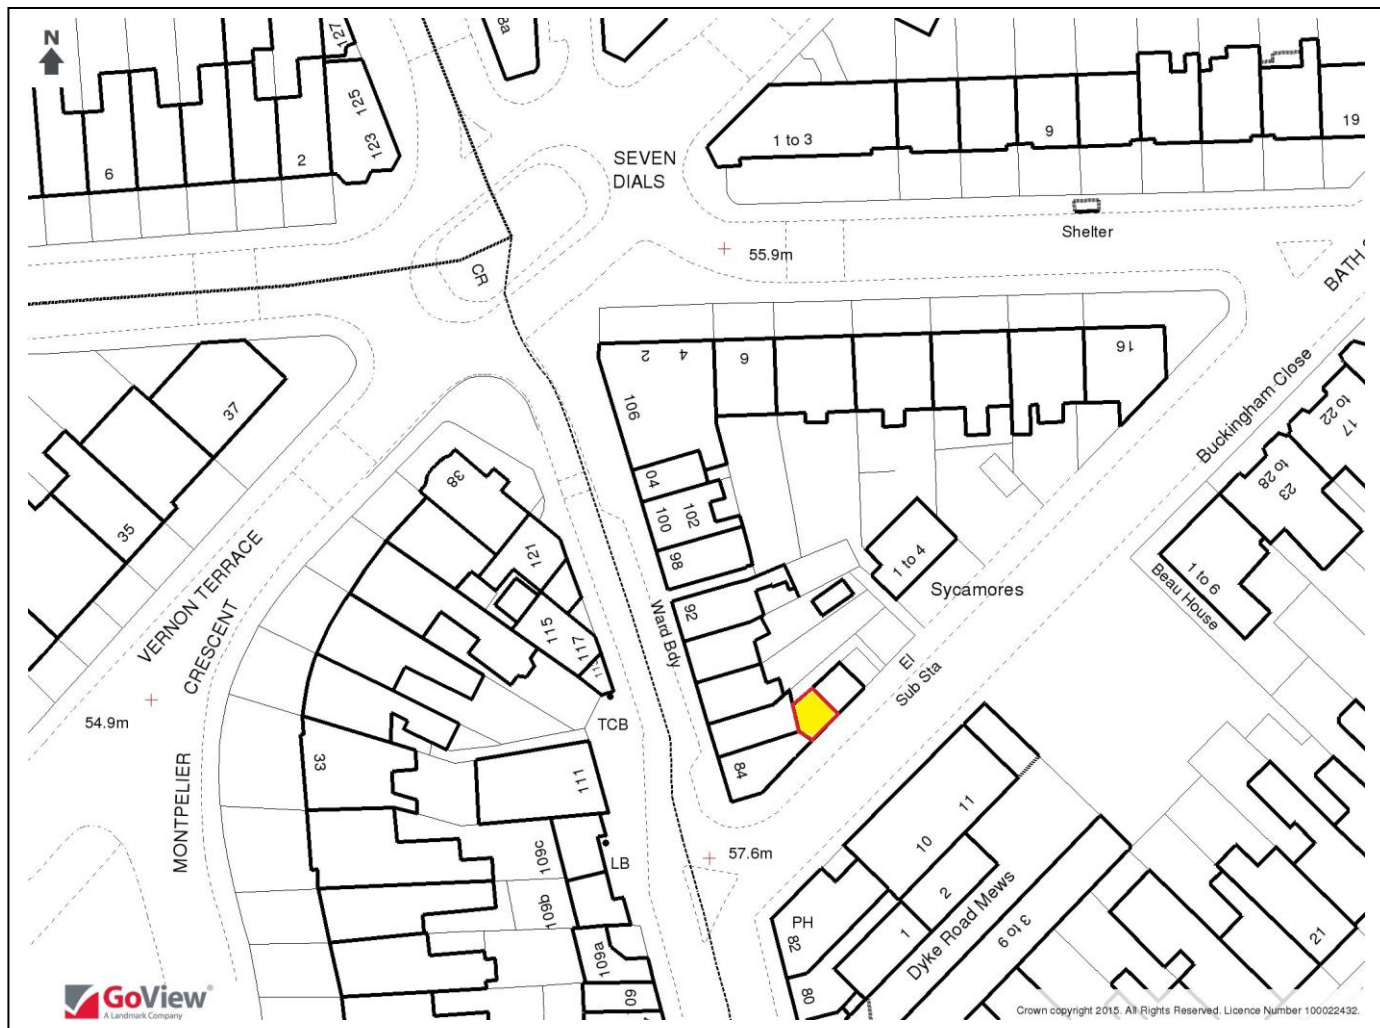 N
127
125
123
8a
6
2
SEVEN
DIALS
1 to 3
9
19
Shelter
55.9m
CR
BATH
2
4
6
16
106
04
100
102
98
37
35
38
121
115
117
VERNON TERRACE
CRESCENT
MONTPELIER
54.9m
33
TCB
111
LB
109c
109b
109a
Ward Bdy
92
84
1 to 4
Sycamores
El
Sub Sta
Buckingham Close
17
to 22
23
to 28
1 to 6
Beau House
57.6m
11
10
2
1
PH
82
80
Dyke Road Mews
3 to 9
21
GoView®
A Landmark Company
Crown copyright 2015. All Rights Reserved. Licence Number 100022432.